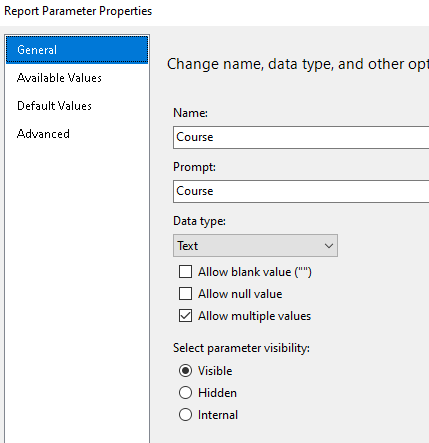 Report Parameter Properties
General
Available Values
Default Values
Advanced
Change name, data type, and other opt
Name:
Course
Prompt:
Course
Data type:
Text
Allow blank value ("")
Allow null value
Allow multiple values
Select parameter visibility:
Visible
Hidden
Internal